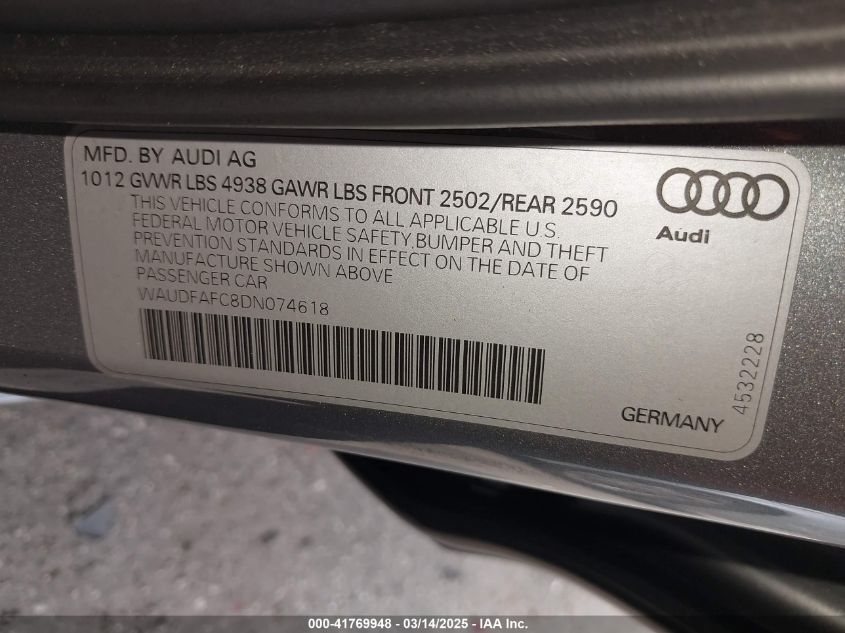 MFD. BY AUDI AG
1012 GVWR LBS 4938 GAWR LBS FRONT 2502/REAR 2590
THIS VEHICLE CONFORMS TO ALL APPLICABLE U.S.
FEDERAL MOTOR VEHICLE SAFETY,BUMPER AND THEFT
PREVENTION STANDARDS IN EFFECT ON THE DATE OF
MANUFACTURE SHOWN ABOVE
PASSENGER CAR
WAUDFAFC8DN074618
Audi
GERMANY
4532228
000-41769948 - 03/14/2025 - IAA Inc.